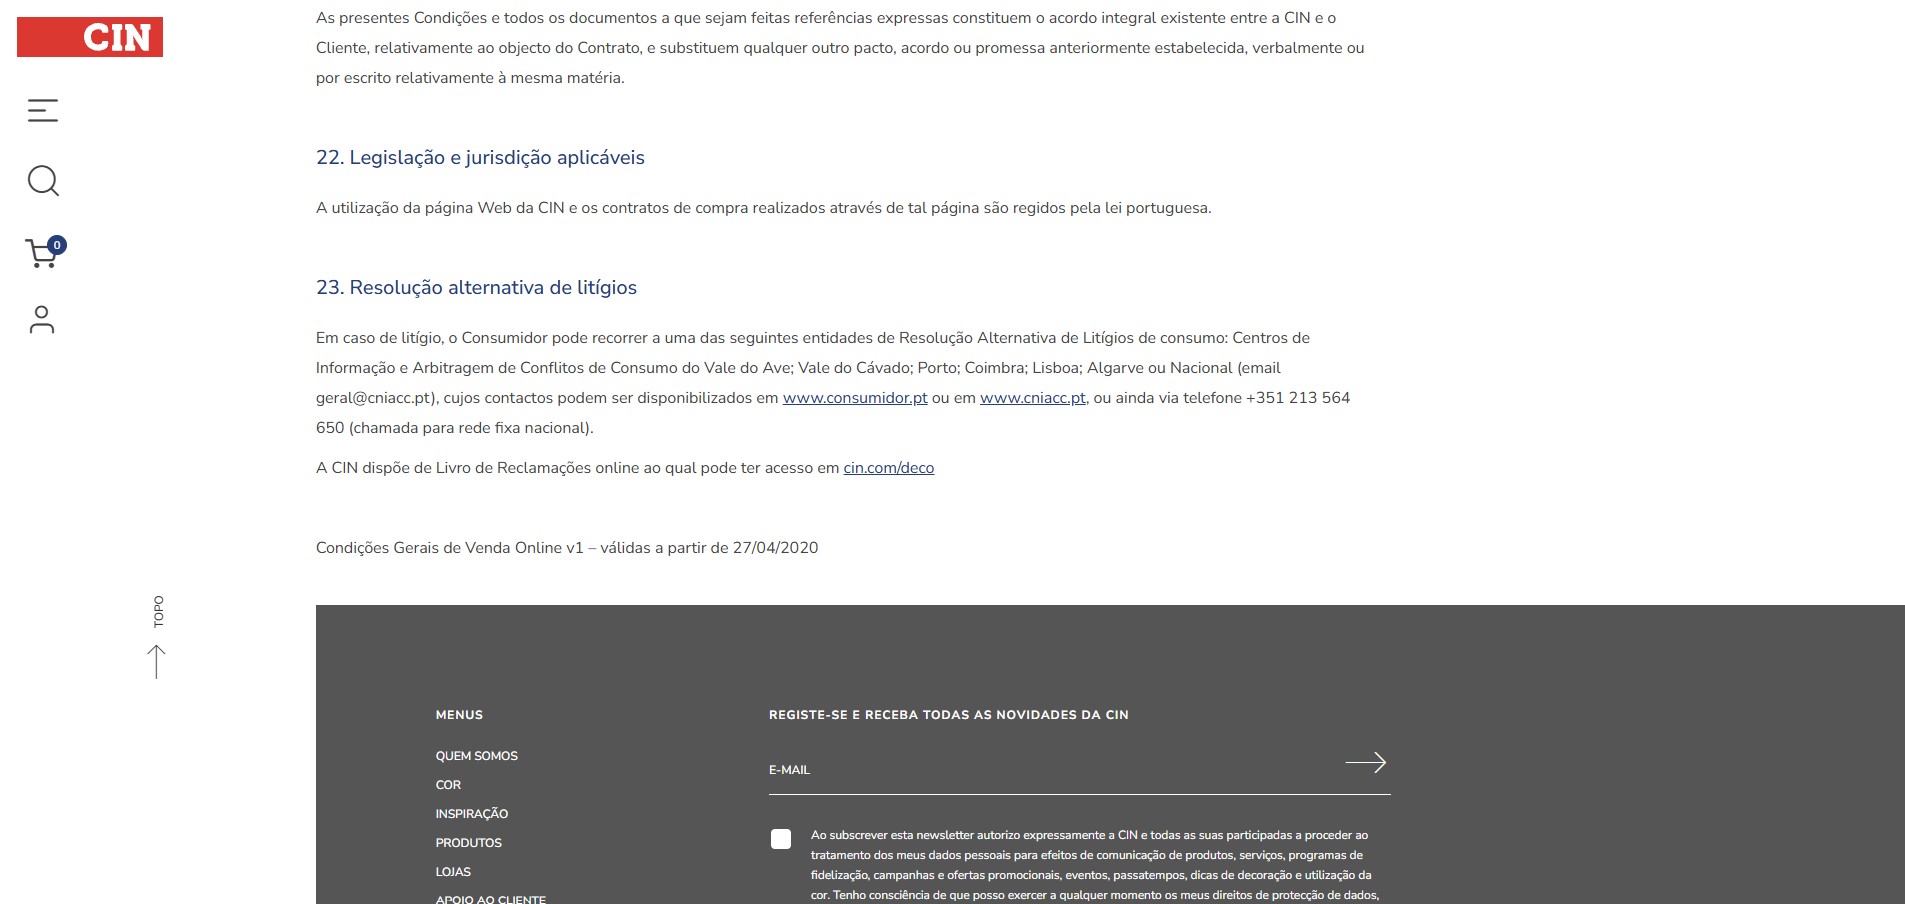 CIN
0
TOPO
As presentes Condições e todos os documentos a que sejam feitas referências expressas constituem o acordo integral existente entre a CIN e o
Cliente, relativamente ao objecto do Contrato, e substituem qualquer outro pacto, acordo ou promessa anteriormente estabelecida, verbalmente ou
por escrito relativamente à mesma matéria.
22. Legislação e jurisdição aplicáveis
A utilização da página Web da CIN e os contratos de compra realizados através de tal página são regidos pela lei portuguesa.
23. Resolução alternativa de litígios
Em caso de litígio, o Consumidor pode recorrer a uma das seguintes entidades de Resolução Alternativa de Litígios de consumo: Centros de
Informação e Arbitragem de Conflitos de Consumo do Vale do Ave; Vale do Cávado; Porto; Coimbra; Lisboa; Algarve ou Nacional (email
geral@cniacc.pt), cujos contactos podem ser disponibilizados em www.consumidor.pt ou em www.cniacc.pt, ou ainda via telefone +351 213 564
650 (chamada para rede fixa nacional).
A CIN dispõe de Livro de Reclamações online ao qual pode ter acesso em cin.com/deco
Condições Gerais de Venda Online v1 – válidas a partir de 27/04/2020
MENUS
QUEM SOMOS
COR
INSPIRAÇÃO
PRODUTOS
LOJAS
APOIO AO CLIENTE
REGISTE-SE E RECEBA TODAS AS NOVIDADES DA CIN
E-MAIL
Ao subscrever esta newsletter autorizo expressamente a CIN e todas as suas participadas a proceder ao
tratamento dos meus dados pessoais para efeitos de comunicação de produtos, serviços, programas de
fidelização, campanhas e ofertas promocionais, eventos, passatempos, dicas de decoração e utilização da
cor. Tenho consciência de que posso exercer a qualquer momento os meus direitos de protecção de dados,